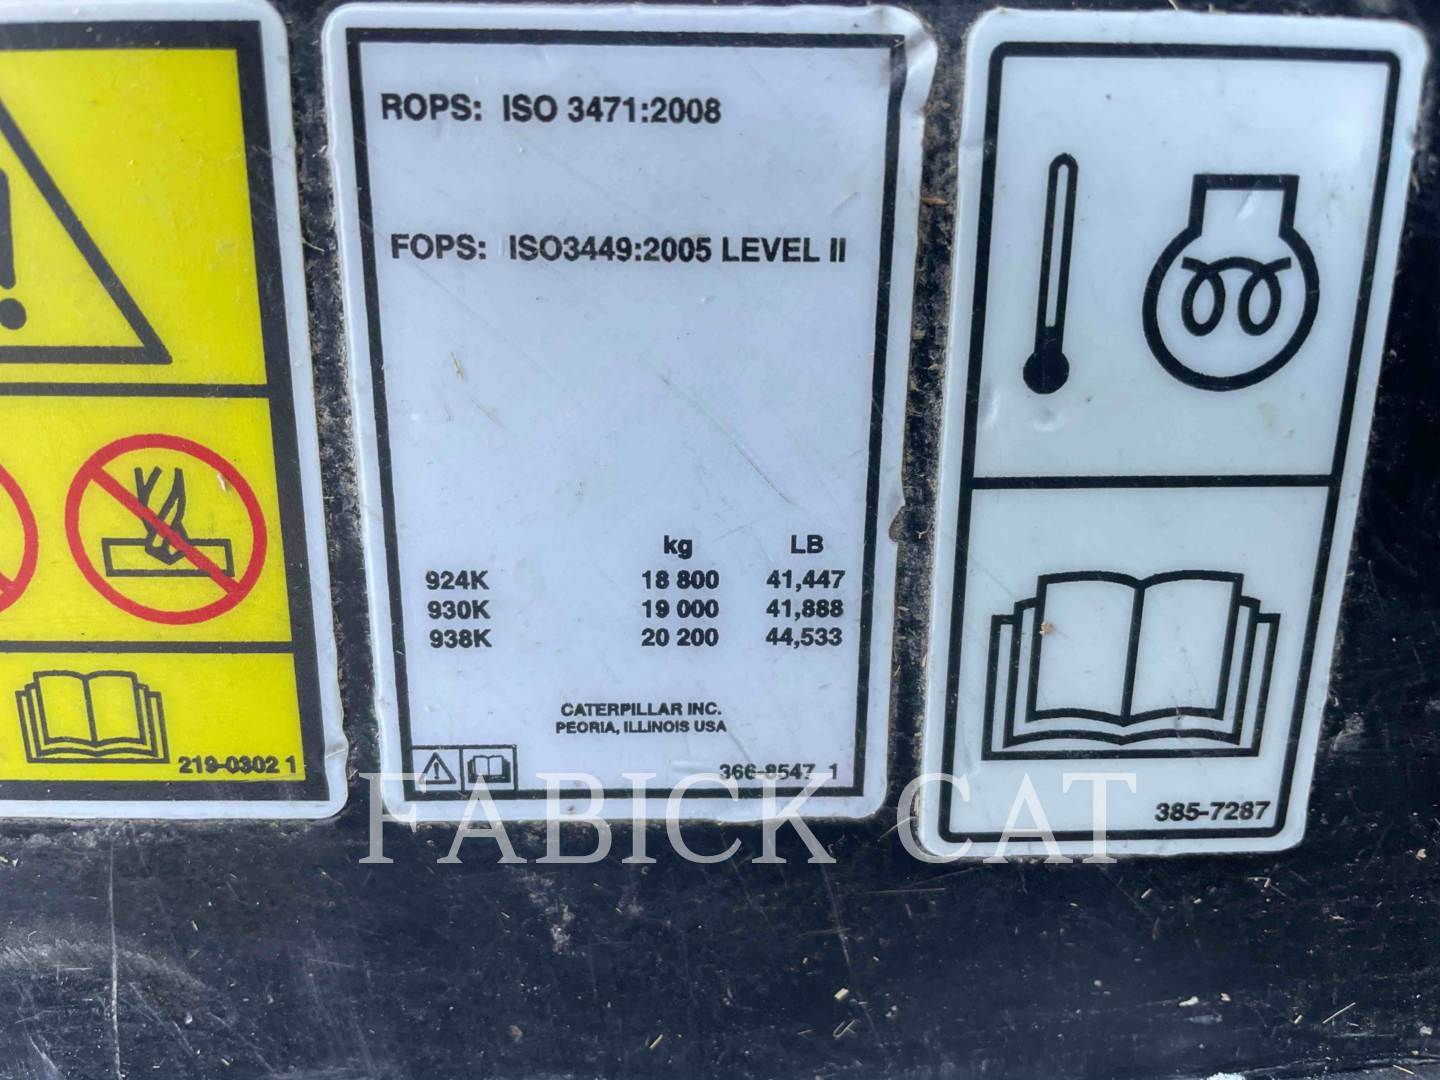 ROPS: ISO 3471:2008
FOPS: ISO3449:2005 LEVEL II
kg LB
924K 18 800 41,447
930K 19 000 41,888
938K 20 200 44,533
CATERPILLAR INC.
PEORIA, ILLINOIS USA
366-8547 1
219-0302 1
385-7287
FABICK CAT